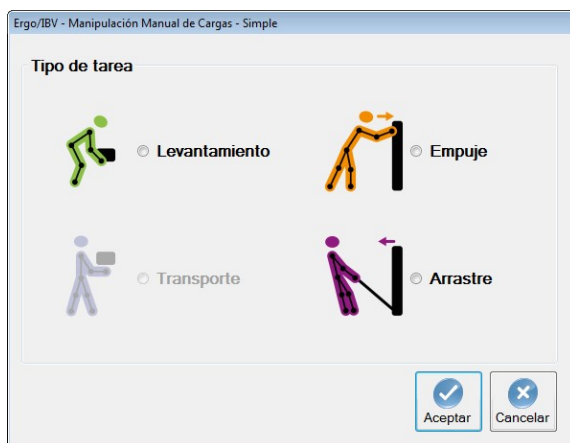 Ergo/IBV - Manipulación Manual de Cargas - Simple
Tipo de tarea
Levantamiento
Empuje
Transporte
Arrastre
Aceptar
Cancelar